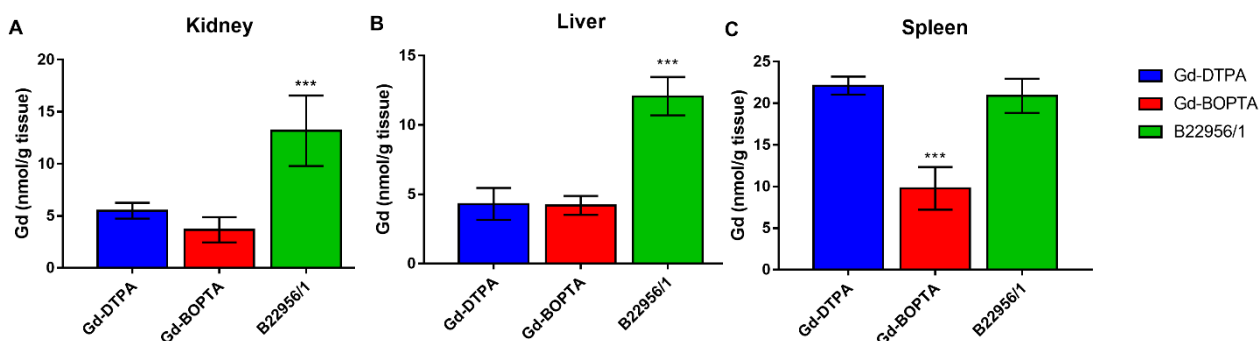 A
Kidney
Gd (nmol/g tissue)
20
15
10
5
0
***
Gd-DTPA
Gd-BOPTA
B22956/1
B
Liver
Gd (nmol/g tissue)
15
10
5
0
***
Gd-DTPA
Gd-BOPTA
B22956/1
C
Spleen
Gd (nmol/g tissue)
25
20
15
10
5
0
***
Gd-DTPA
Gd-BOPTA
B22956/1
Gd-DTPA
Gd-BOPTA
B22956/1